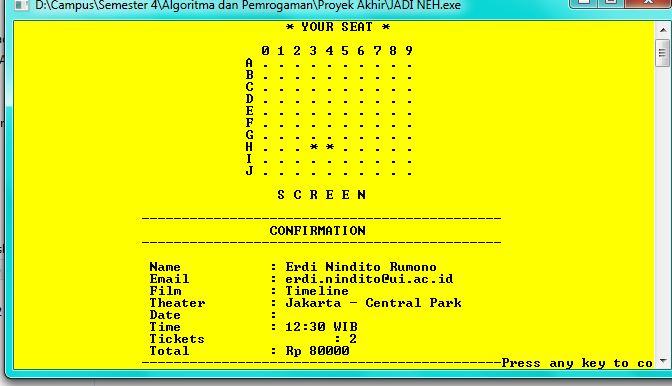 D:\Campus\Semester 4\Algoritma dan Pemrogaman\Proyek Akhir\JADI NEH.exe
* YOUR SEAT *
0 1 2 3 4 5 6 7 8 9
A . . . . . . . . . .
B . . . . . . . . . .
C . . . . . . . . . .
D . . . . . . . . . .
E . . . . . . . . . .
F . . . . . . . . . .
G . . . . . . . . . .
H . . . * * . . . . .
I . . . . . . . . . .
J . . . . . . . . . .
S C R E E N
---------------------------------------------
CONFIRMATION
---------------------------------------------
Name : Erdi Nindito Rumono
Email : erdi.nindito@ui.ac.id
Film : Timeline
Theater : Jakarta - Central Park
Date :
Time : 12:30 WIB
Tickets : 2
Total : Rp 80000
---------------------------------------------Press any key to co